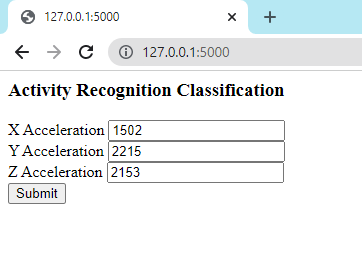 127.0.0.1:5000
127.0.0.1:5000
Activity Recognition Classification
X Acceleration 1502
Y Acceleration 2215
Z Acceleration 2153
Submit